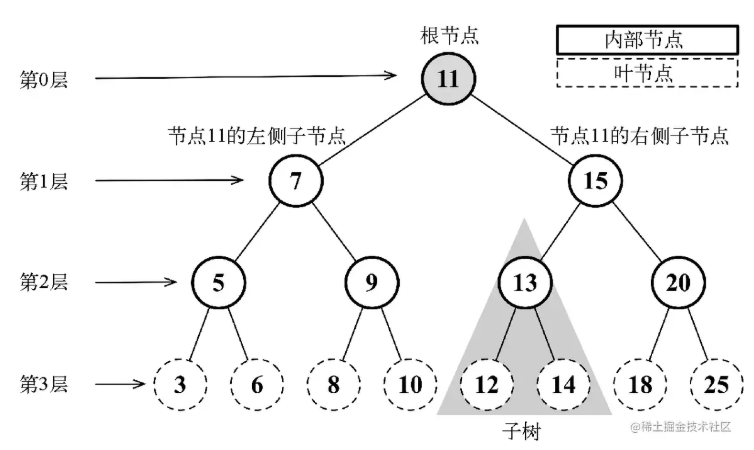 根节点
内部节点
第0层
11
叶节点
节点11的左侧子节点
节点11的右侧子节点
第1层
7
15
第2层
5
9
13
20
第3层
3
6
8
10
12
14
18
25
子树
@稀土掘金技术社区